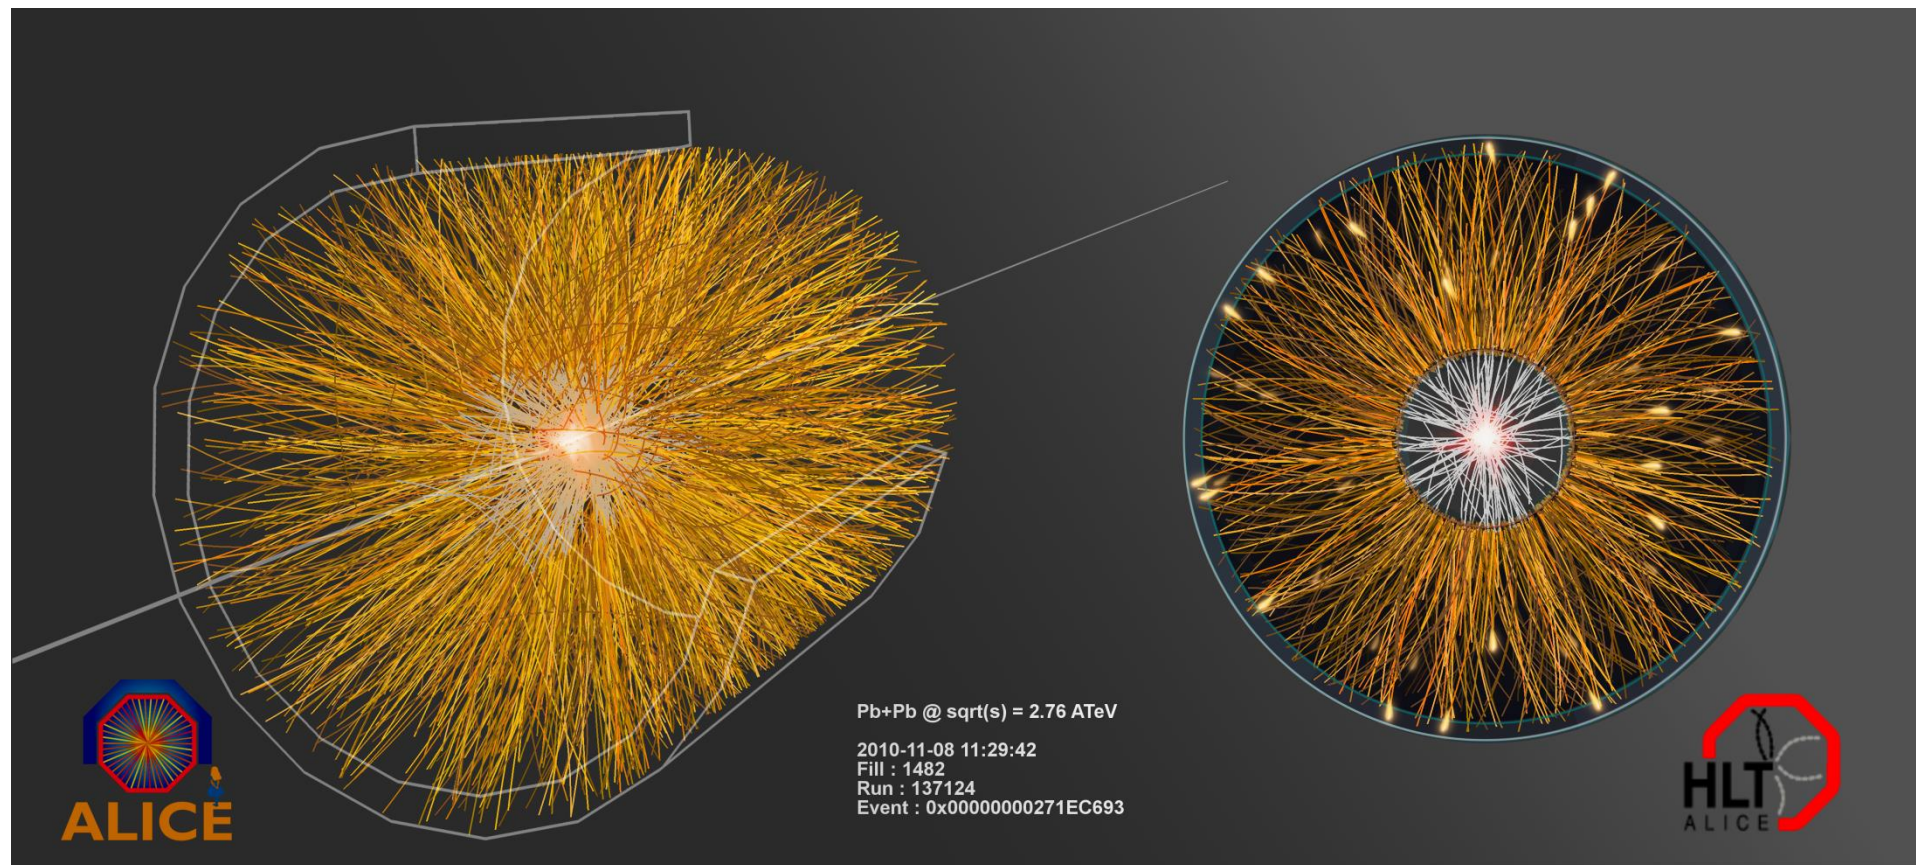 Pb+Pb @ sqrt(s) = 2.76 ATeV
2010-11-08 11:29:42
Fill : 1482
Run : 137124
Event : 0x00000000271EC693
ALICE
HLT
ALICE